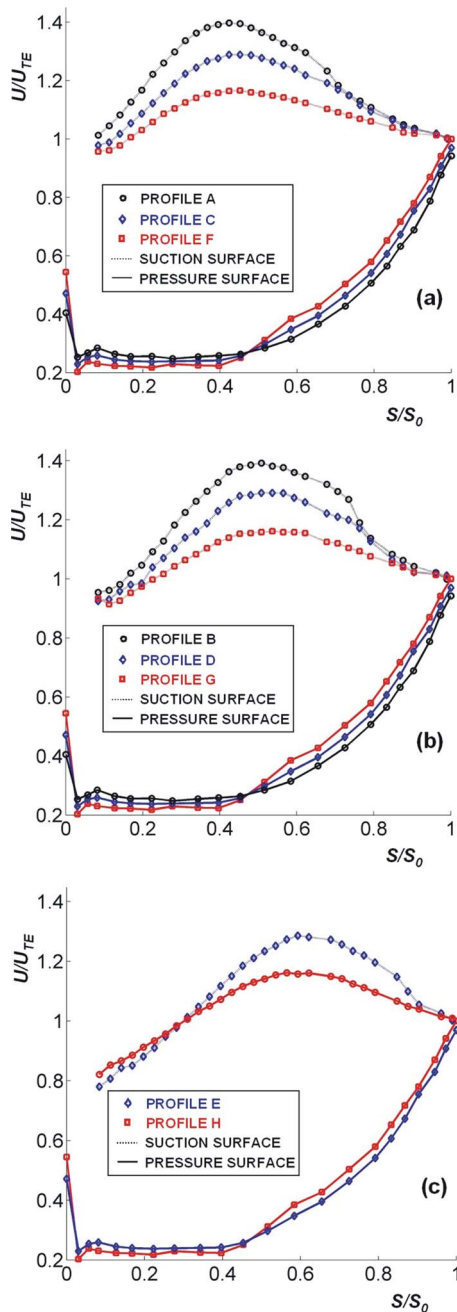 U/U_TE
1.4
1.2
1
0.8
0.6
0.4
0.2
PROFILE A
PROFILE C
PROFILE F
SUCTION SURFACE
PRESSURE SURFACE
(a)
0 0.2 0.4 0.6 0.8 1
S/S_0
U/U_TE
1.4
1.2
1
0.8
0.6
0.4
0.2
PROFILE B
PROFILE D
PROFILE G
SUCTION SURFACE
PRESSURE SURFACE
(b)
0 0.2 0.4 0.6 0.8 1
S/S_0
U/U_TE
1.4
1.2
1
0.8
0.6
0.4
0.2
PROFILE E
PROFILE H
SUCTION SURFACE
PRESSURE SURFACE
(c)
0 0.2 0.4 0.6 0.8 1
S/S_0